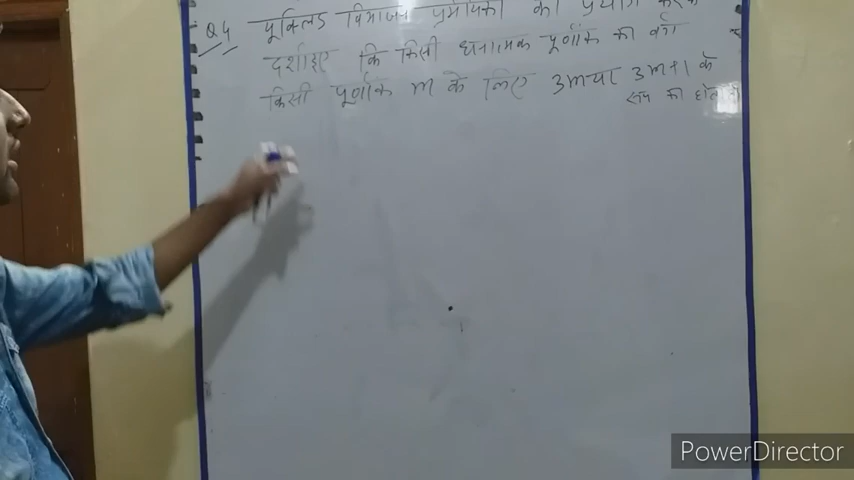 Q4 यूक्लिड विभाजन प्रमेयिका का प्रयोग करके
दर्शाइए कि किसी धनात्मक पूर्णांक का वर्ग
किसी पूर्णांक m के लिए 3m या 3m+1 के
रूप का होता है
PowerDirector